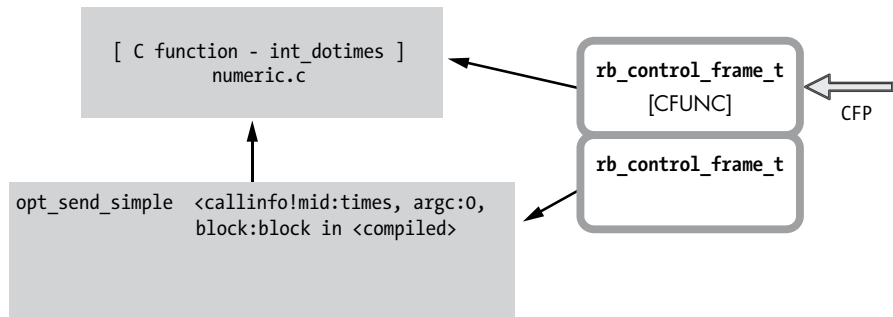 [ C function - int_dotimes ]
numeric.c
rb_control_frame_t
[CFUNC]
CFP
rb_control_frame_t
opt_send_simple <callinfo!mid:times, argc:0,
block:block in <compiled>